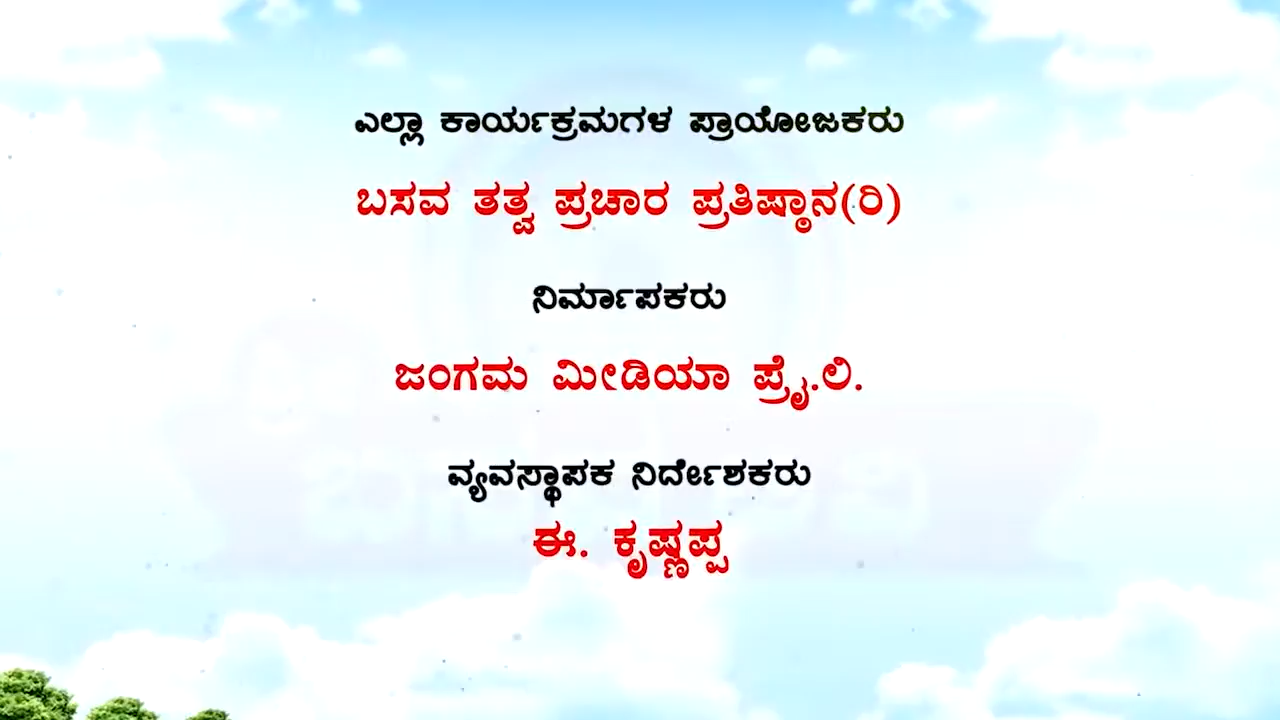 ಎಲ್ಲಾ ಕಾರ್ಯಕ್ರಮಗಳ ಪ್ರಾಯೋಜಕರು
ಬಸವ ತತ್ವ ಪ್ರಚಾರ ಪ್ರತಿಷ್ಠಾನ(ರಿ)
ನಿರ್ಮಾಪಕರು
ಜಂಗಮ ಮೀಡಿಯಾ ಪ್ರೈ.ಲಿ.
ವ್ಯವಸ್ಥಾಪಕ ನಿರ್ದೇಶಕರು
ಈ. ಕೃಷ್ಣಪ್ಪ